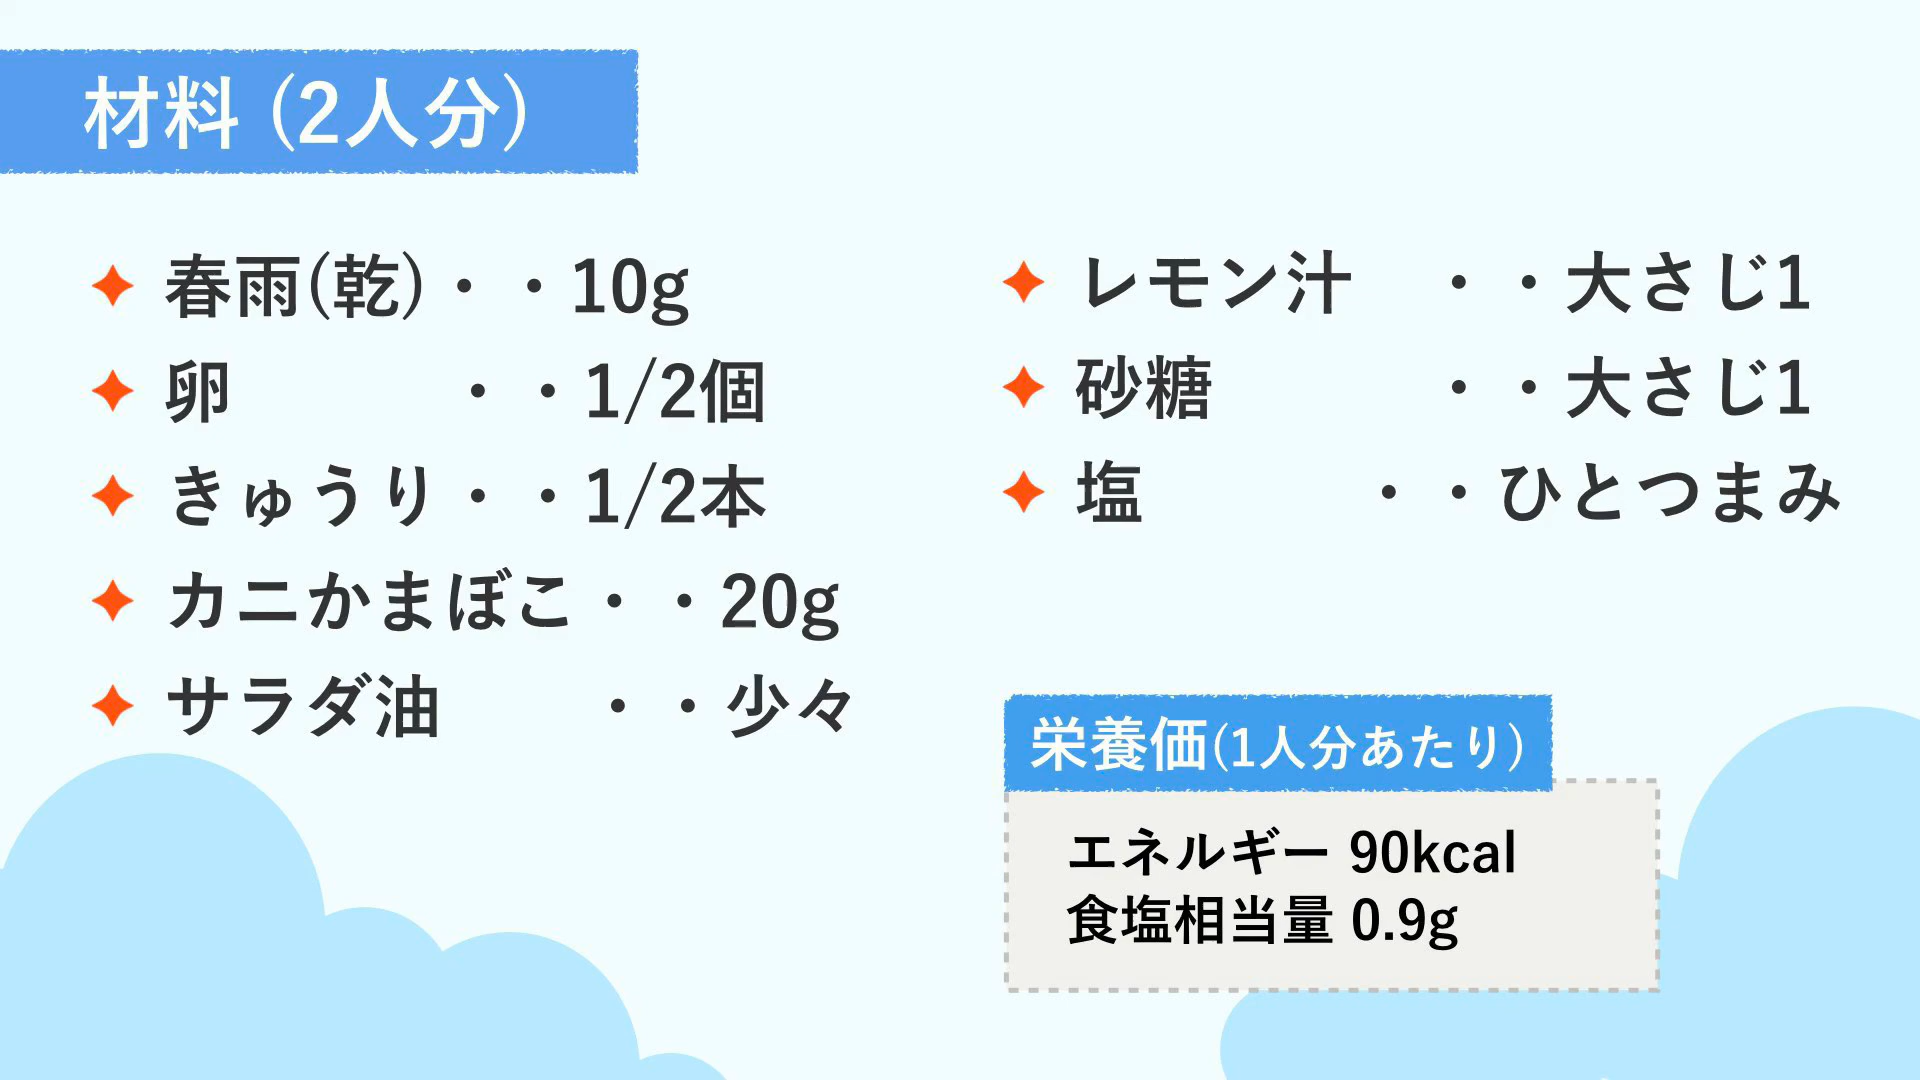 材料 (2人分)
春雨(乾)・・10g
卵　　　・・1/2個
きゅうり・・1/2本
カニかまぼこ・・20g
サラダ油　　・・少々
レモン汁　・・大さじ1
砂糖　　　・・大さじ1
塩　　　・・ひとつまみ
栄養価(1人分あたり)
エネルギー 90kcal
食塩相当量 0.9g